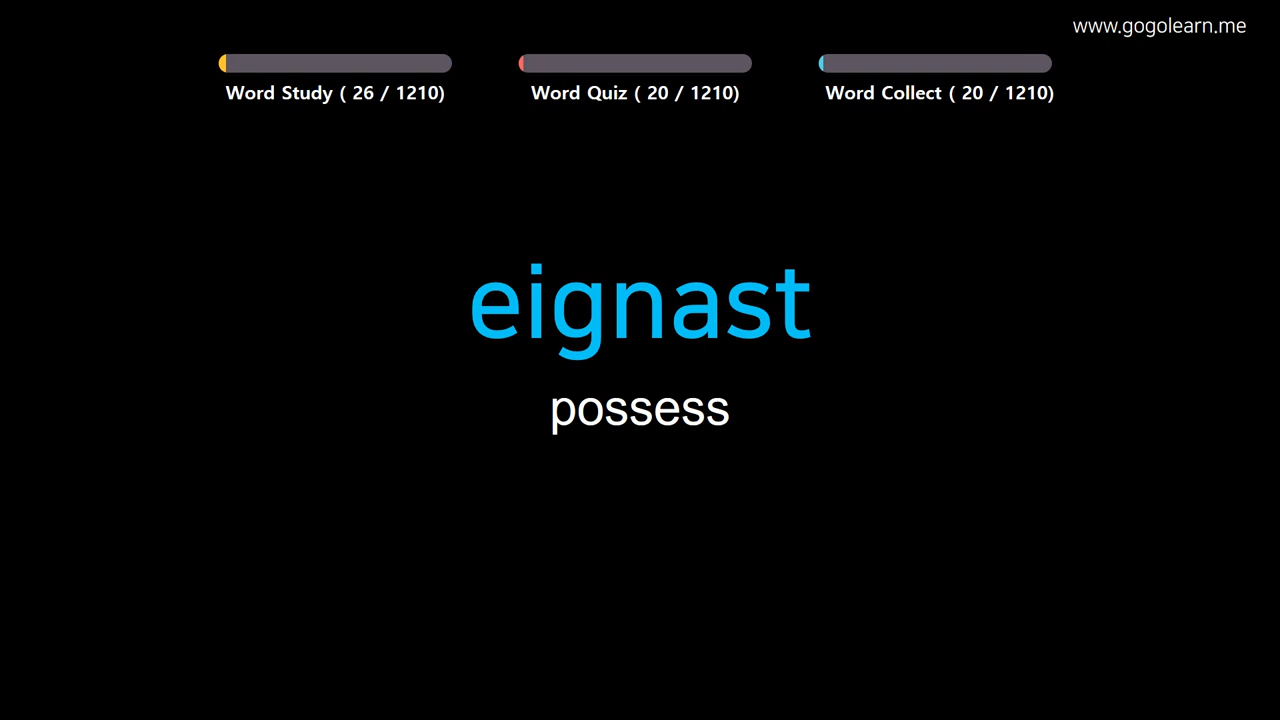 www.gogolearn.me
Word Study ( 26 / 1210)
Word Quiz ( 20 / 1210)
Word Collect ( 20 / 1210)
eignast
possess